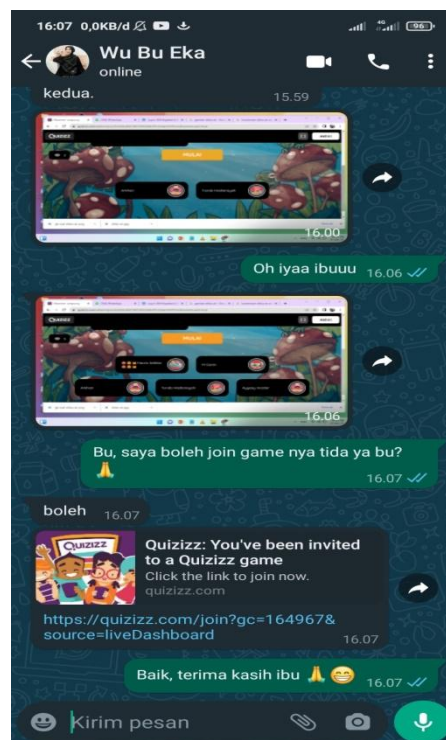 16:07 0,0KB/d
4G
96
Wu Bu Eka
online
kedua.
15.59
QUIZIZZ
MULAI
16.00
Oh iyaa ibuuu 16.06
QUIZIZZ
MULAI
16.06
Bu, saya boleh join game nya tida ya bu?
🙏
16.07
boleh 16.07
Quizizz
Quizizz: You've been invited
to a Quizizz game
Click the link to join now.
quizizz.com
https://quizizz.com/join?gc=164967&
source=liveDashboard
16.07
Baik, terima kasih ibu 🙏😁 16.07
Kirim pesan